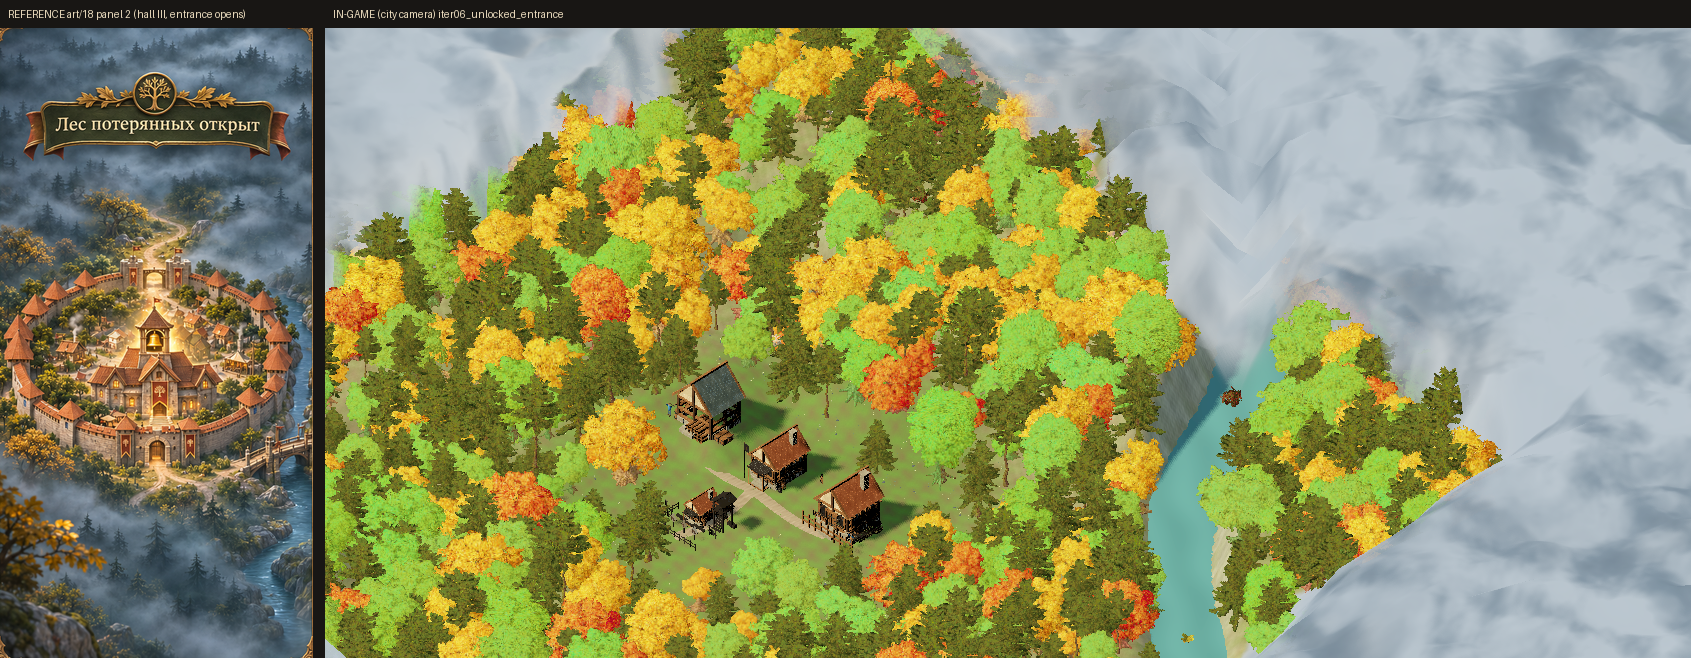 REFERENCE art/18 panel 2 (hall III, entrance opens)
IN-GAME (city camera) iter06_unlocked_entrance
Лес потерянных открыт